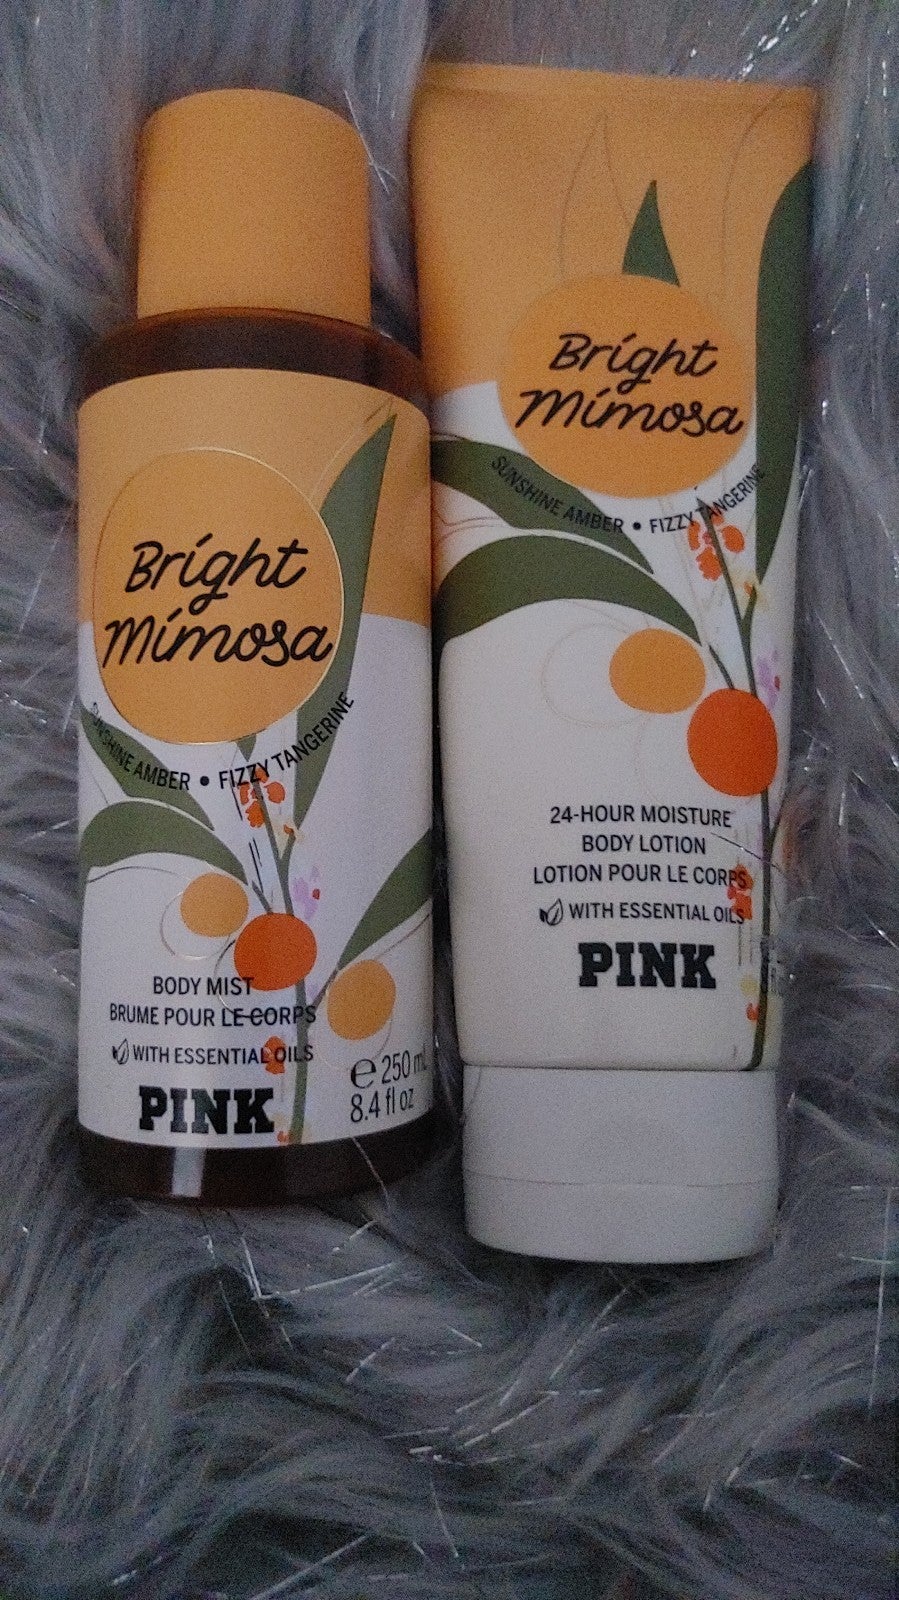 Bright
Mimosa
SUNSHINE AMBER • FIZZY TANGERINE
BODY MIST
BRUME POUR LE CORPS
WITH ESSENTIAL OILS
PINK
e 250 mL
8.4 fl oz
Bright
Mimosa
SUNSHINE AMBER • FIZZY TANGERINE
24-HOUR MOISTURE
BODY LOTION
LOTION POUR LE CORPS
WITH ESSENTIAL OILS
PINK